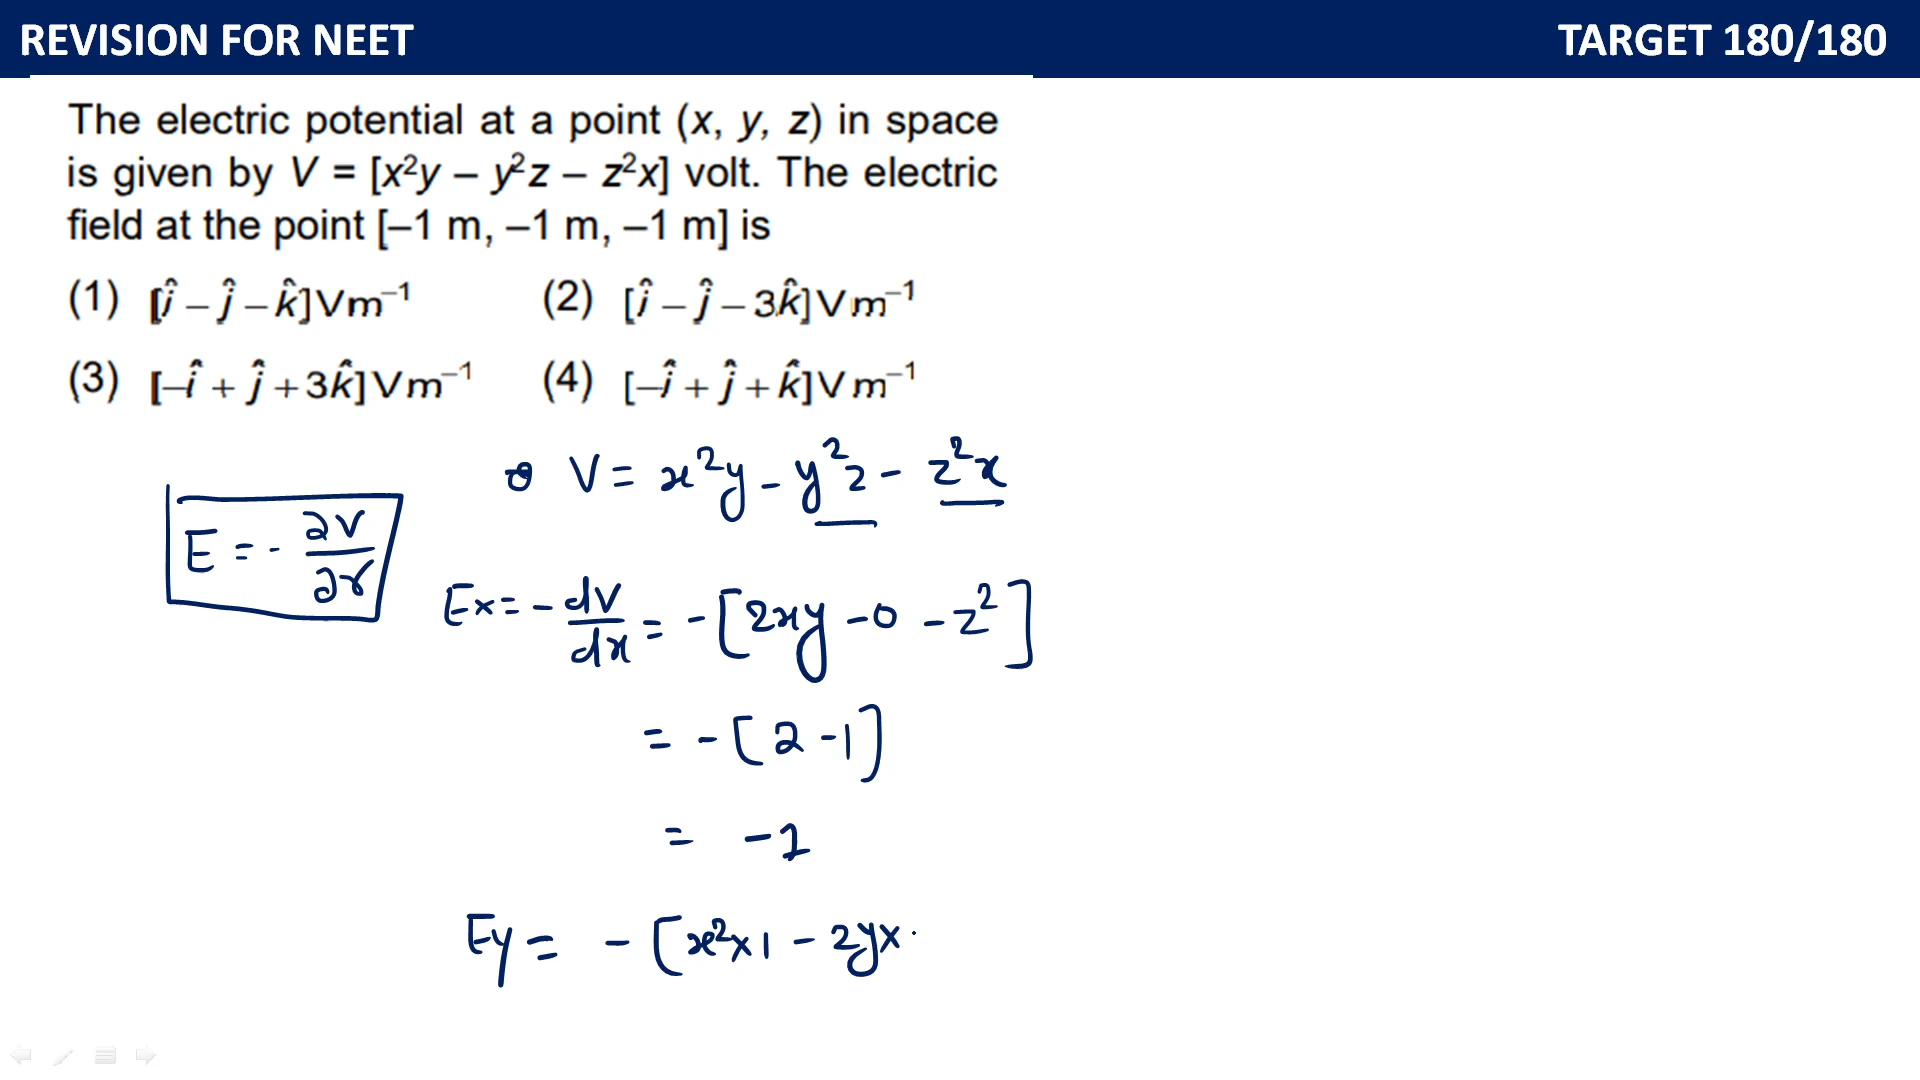 REVISION FOR NEET
TARGET 180/180
The electric potential at a point (x, y, z) in space
is given by V = [x²y – y²z – z²x] volt. The electric
field at the point [–1 m, –1 m, –1 m] is
(1) [î – ĵ – k̂]Vm⁻¹ (2) [î – ĵ – 3k̂]Vm⁻¹
(3) [–î + ĵ + 3k̂]Vm⁻¹ (4) [–î + ĵ + k̂]Vm⁻¹
V = x²y - y²z - z²x
E = - ∂V/∂r
Ex = - dV/dx = - [2xy - 0 - z²]
= - [2 - 1]
= -1
Ey = - [x²×1 - 2y×